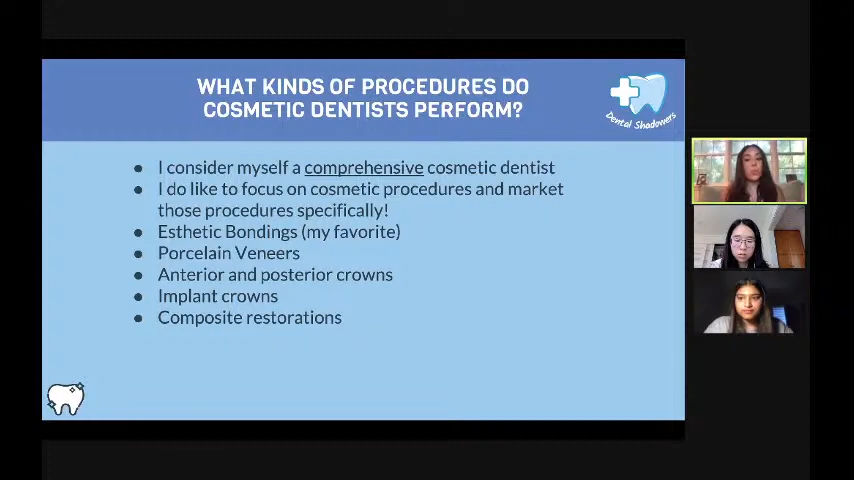 WHAT KINDS OF PROCEDURES DO
COSMETIC DENTISTS PERFORM?
Dental Shadowers
● I consider myself a comprehensive cosmetic dentist
● I do like to focus on cosmetic procedures and market
those procedures specifically!
● Esthetic Bondings (my favorite)
● Porcelain Veneers
● Anterior and posterior crowns
● Implant crowns
● Composite restorations